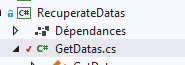 RecuperateDatas
Dépendances
C# GetDatas.cs